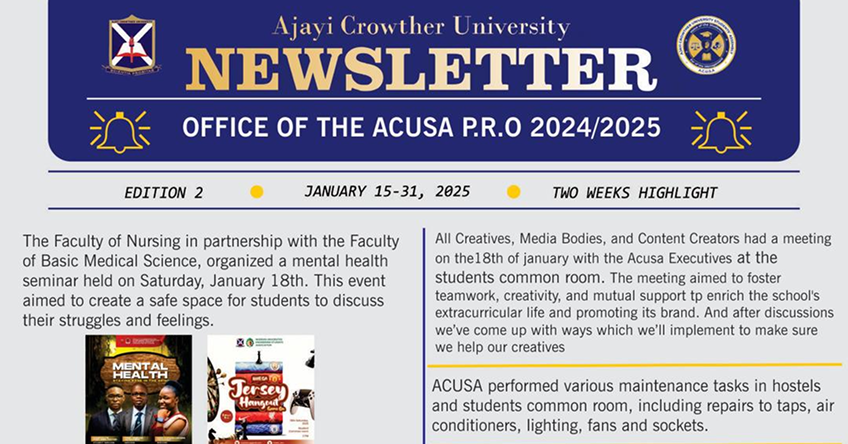 Ajayi Crowther University
NEWSLETTER
ACUSA
OFFICE OF THE ACUSA P.R.O 2024/2025
EDITION 2
JANUARY 15-31, 2025
TWO WEEKS HIGHLIGHT
The Faculty of Nursing in partnership with the Faculty
of Basic Medical Science, organized a mental health
seminar held on Saturday, January 18th. This event
aimed to create a safe space for students to discuss
their struggles and feelings.
MENTAL
HEALTH
Jersey
Hangout
All Creatives, Media Bodies, and Content Creators had a meeting
on the18th of january with the Acusa Executives at the
students common room. The meeting aimed to foster
teamwork, creativity, and mutual support tp enrich the school's
extracurricular life and promoting its brand. And after discussions
we've come up with ways which we'll implement to make sure
we help our creatives
ACUSA performed various maintenance tasks in hostels
and students common room, including repairs to taps, air
conditioners, lighting, fans and sockets.